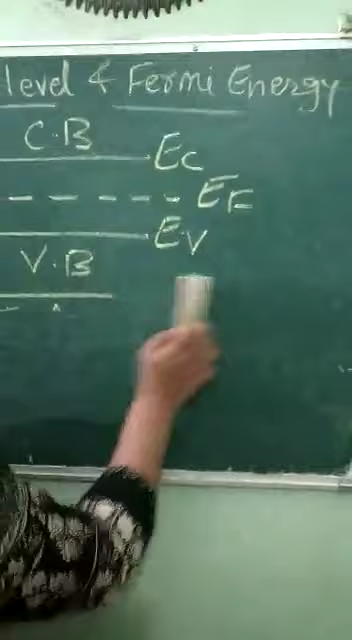 level & Fermi Energy
C.B
Ec
EF
Ev
V.B